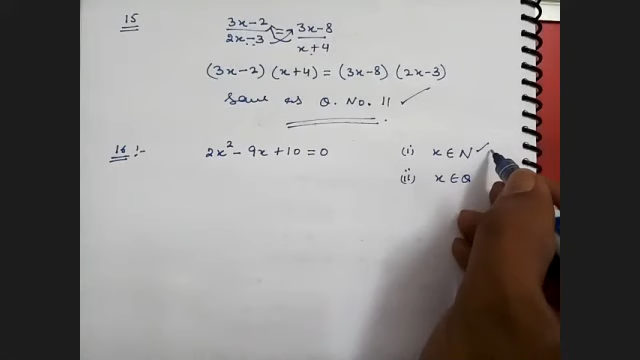 15
3x-2 / 2x-3 = 3x-8 / x+4
(3x-2) (x+4) = (3x-8) (2x-3)
Same as Q. No. 11 ✓
16 :- 2x² - 9x + 10 = 0 (i) x ∈ N ✓
(ii) x ∈ Q